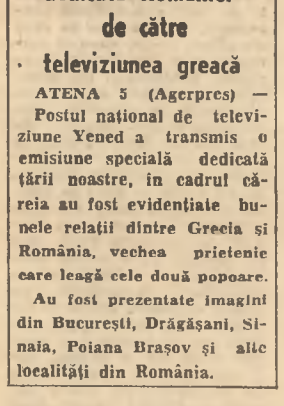 de către
televiziunea greacă
ATENA 5 (Agerpres) —
Postul național de televi-
ziune Yened a transmis o
emisiune specială dedicată
țării noastre, în cadrul că-
reia au fost evidențiate bu-
nele relații dintre Grecia și
România, vechea prietenie
care leagă cele două popoare.
Au fost prezentate imagini
din București, Drăgășani, Si-
naia, Poiana Brașov și alte
localități din România.